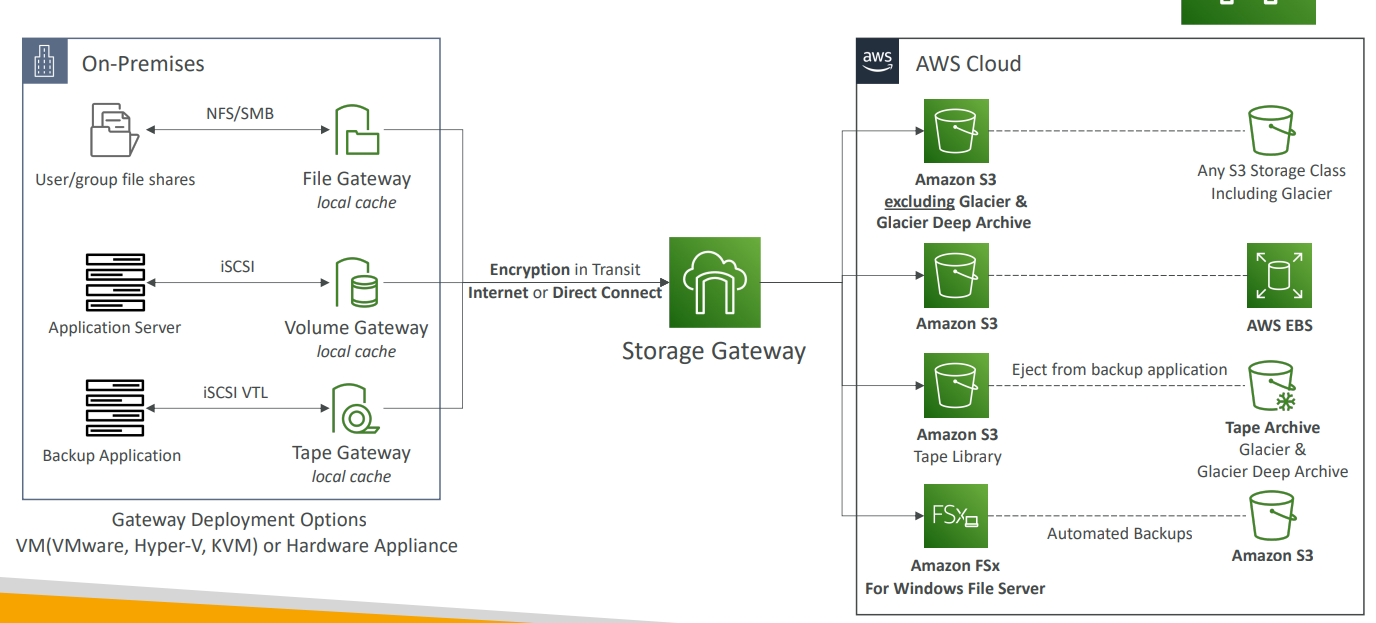 On-Premises
NFS/SMB
User/group file shares
File Gateway
local cache
iSCSI
Application Server
Volume Gateway
local cache
iSCSI VTL
Backup Application
Tape Gateway
local cache
Gateway Deployment Options
VM(VMware, Hyper-V, KVM) or Hardware Appliance
Encryption in Transit
Internet or Direct Connect
Storage Gateway
aws
AWS Cloud
Amazon S3
excluding Glacier &
Glacier Deep Archive
Any S3 Storage Class
Including Glacier
Amazon S3
AWS EBS
Amazon S3
Tape Library
Eject from backup application
Tape Archive
Glacier &
Glacier Deep Archive
FSx
Amazon FSx
For Windows File Server
Automated Backups
Amazon S3